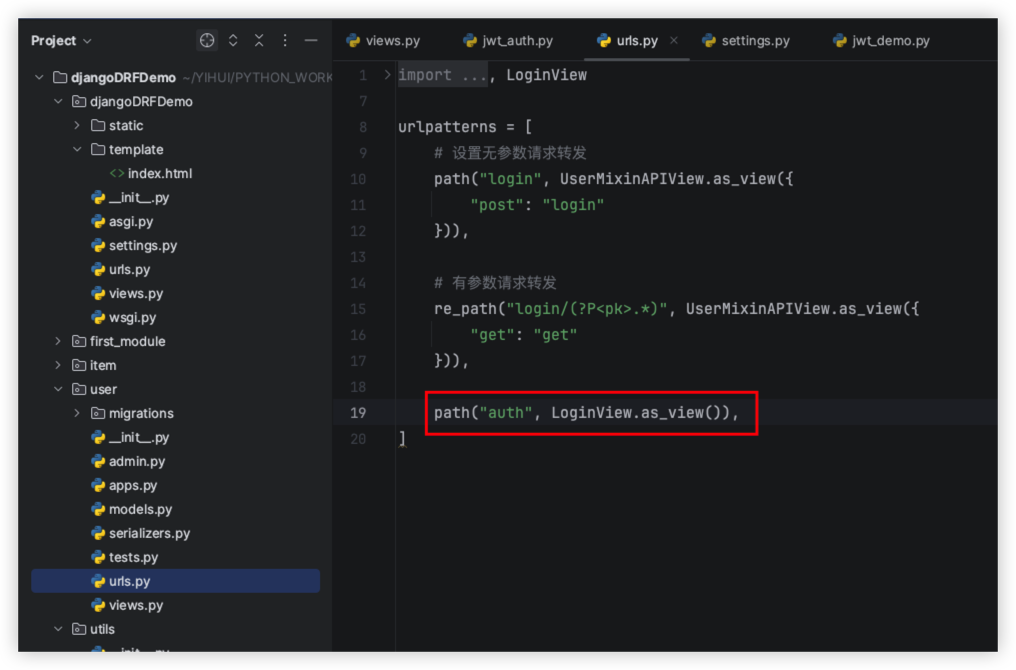 Project
djangoDRFDemo ~/YIHUI/PYTHON_WORK
djangoDRFDemo
static
template
<> index.html
__init__.py
asgi.py
settings.py
urls.py
views.py
wsgi.py
first_module
item
user
migrations
__init__.py
admin.py
apps.py
models.py
serializers.py
tests.py
urls.py
views.py
utils
__init__.py
views.py jwt_auth.py urls.py × settings.py jwt_demo.py
1 import ..., LoginView
7
8 urlpatterns = [
9 # 设置无参数请求转发
10 path("login", UserMixinAPIView.as_view({
11 "post": "login"
12 })),
13
14 # 有参数请求转发
15 re_path("login/(?P<pk>.*)", UserMixinAPIView.as_view({
16 "get": "get"
17 })),
18
19 path("auth", LoginView.as_view()),
20 ]